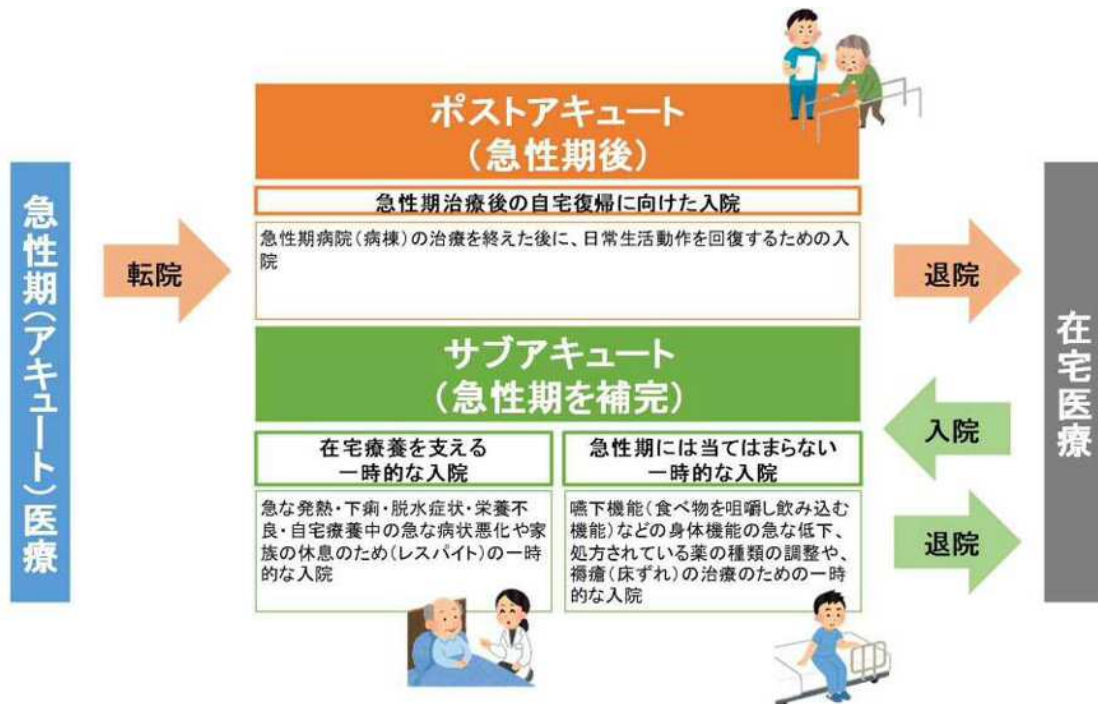 ポストアキュート
（急性期後）
急性期治療後の自宅復帰に向けた入院
急性期病院（病棟）の治療を終えた後に、日常生活動作を回復するための入
院
急性期（アキュート）医療
転院
退院
サブアキュート
（急性期を補完）
在宅療養を支える
一時的な入院
急な発熱・下痢・脱水症状・栄養不
良・自宅療養中の急な病状悪化や家
族の休息のため（レスパイト）の一時
的な入院
急性期には当てはまらない
一時的な入院
嚥下機能（食べ物を咀嚼し飲み込む
機能）などの身体機能の急な低下、
処方されている薬の種類の調整や、
褥瘡（床ずれ）の治療のための一時
的な入院
入院
退院
在宅医療